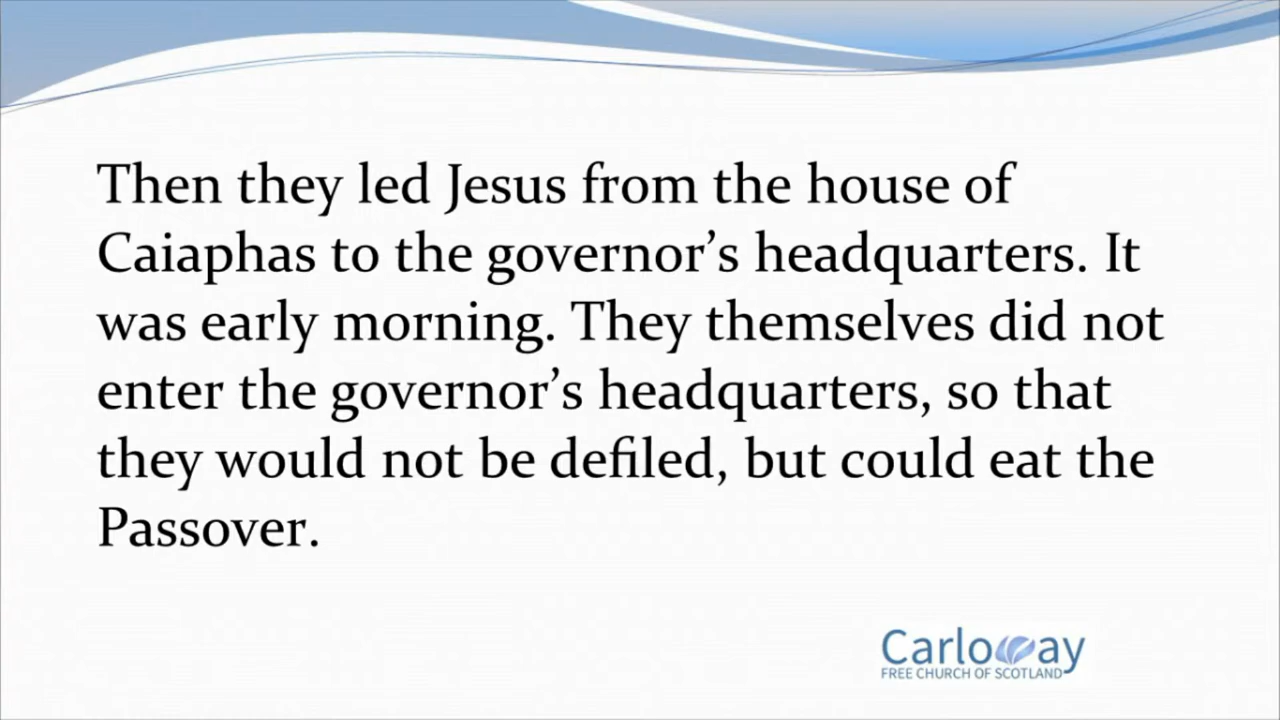 Then they led Jesus from the house of
Caiaphas to the governor’s headquarters. It
was early morning. They themselves did not
enter the governor’s headquarters, so that
they would not be defiled, but could eat the
Passover.
Carloway
FREE CHURCH OF SCOTLAND